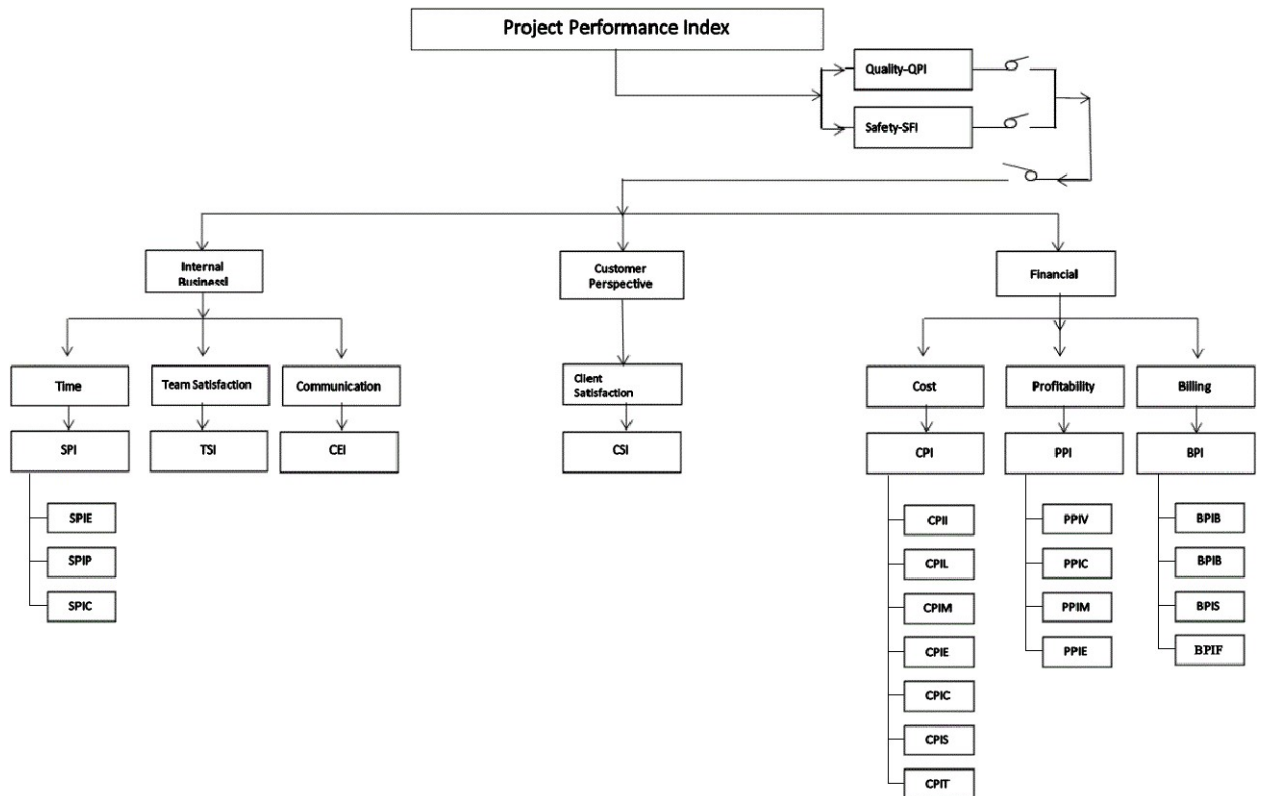 Project Performance Index
Quality-QPI
Safety-SFI
Internal
Business
Customer
Perspective
Financial
Time
Team Satisfaction
Communication
Client
Satisfaction
Cost
Profitability
Billing
SPI
TSI
CEI
CSI
CPI
PPI
BPI
SPIE
SPIP
SPIC
CPII
CPIL
CPIM
CPIE
CPIC
CPIS
CPIT
PPIV
PPIC
PPIM
PPIE
BPIB
BPIB
BPIS
BPIF